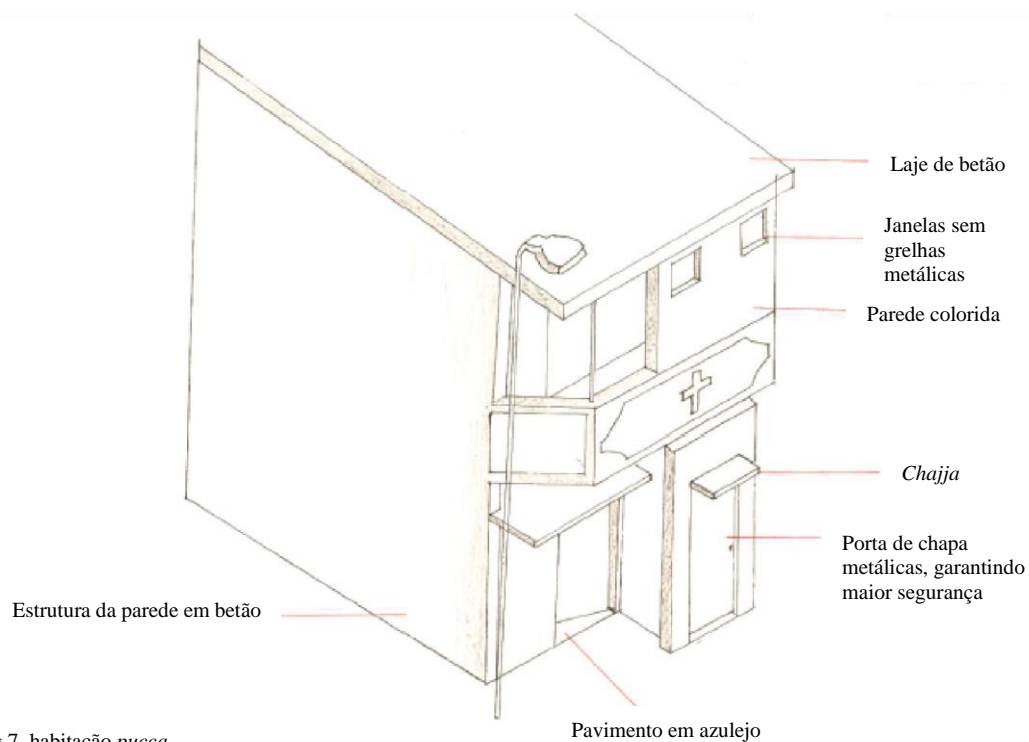 Laje de betão
Janelas sem
grelhas
metálicas
Parede colorida
Chajja
Porta de chapa
metálicas, garantindo
maior segurança
Estrutura da parede em betão
Pavimento em azulejo
7. habitação pucca